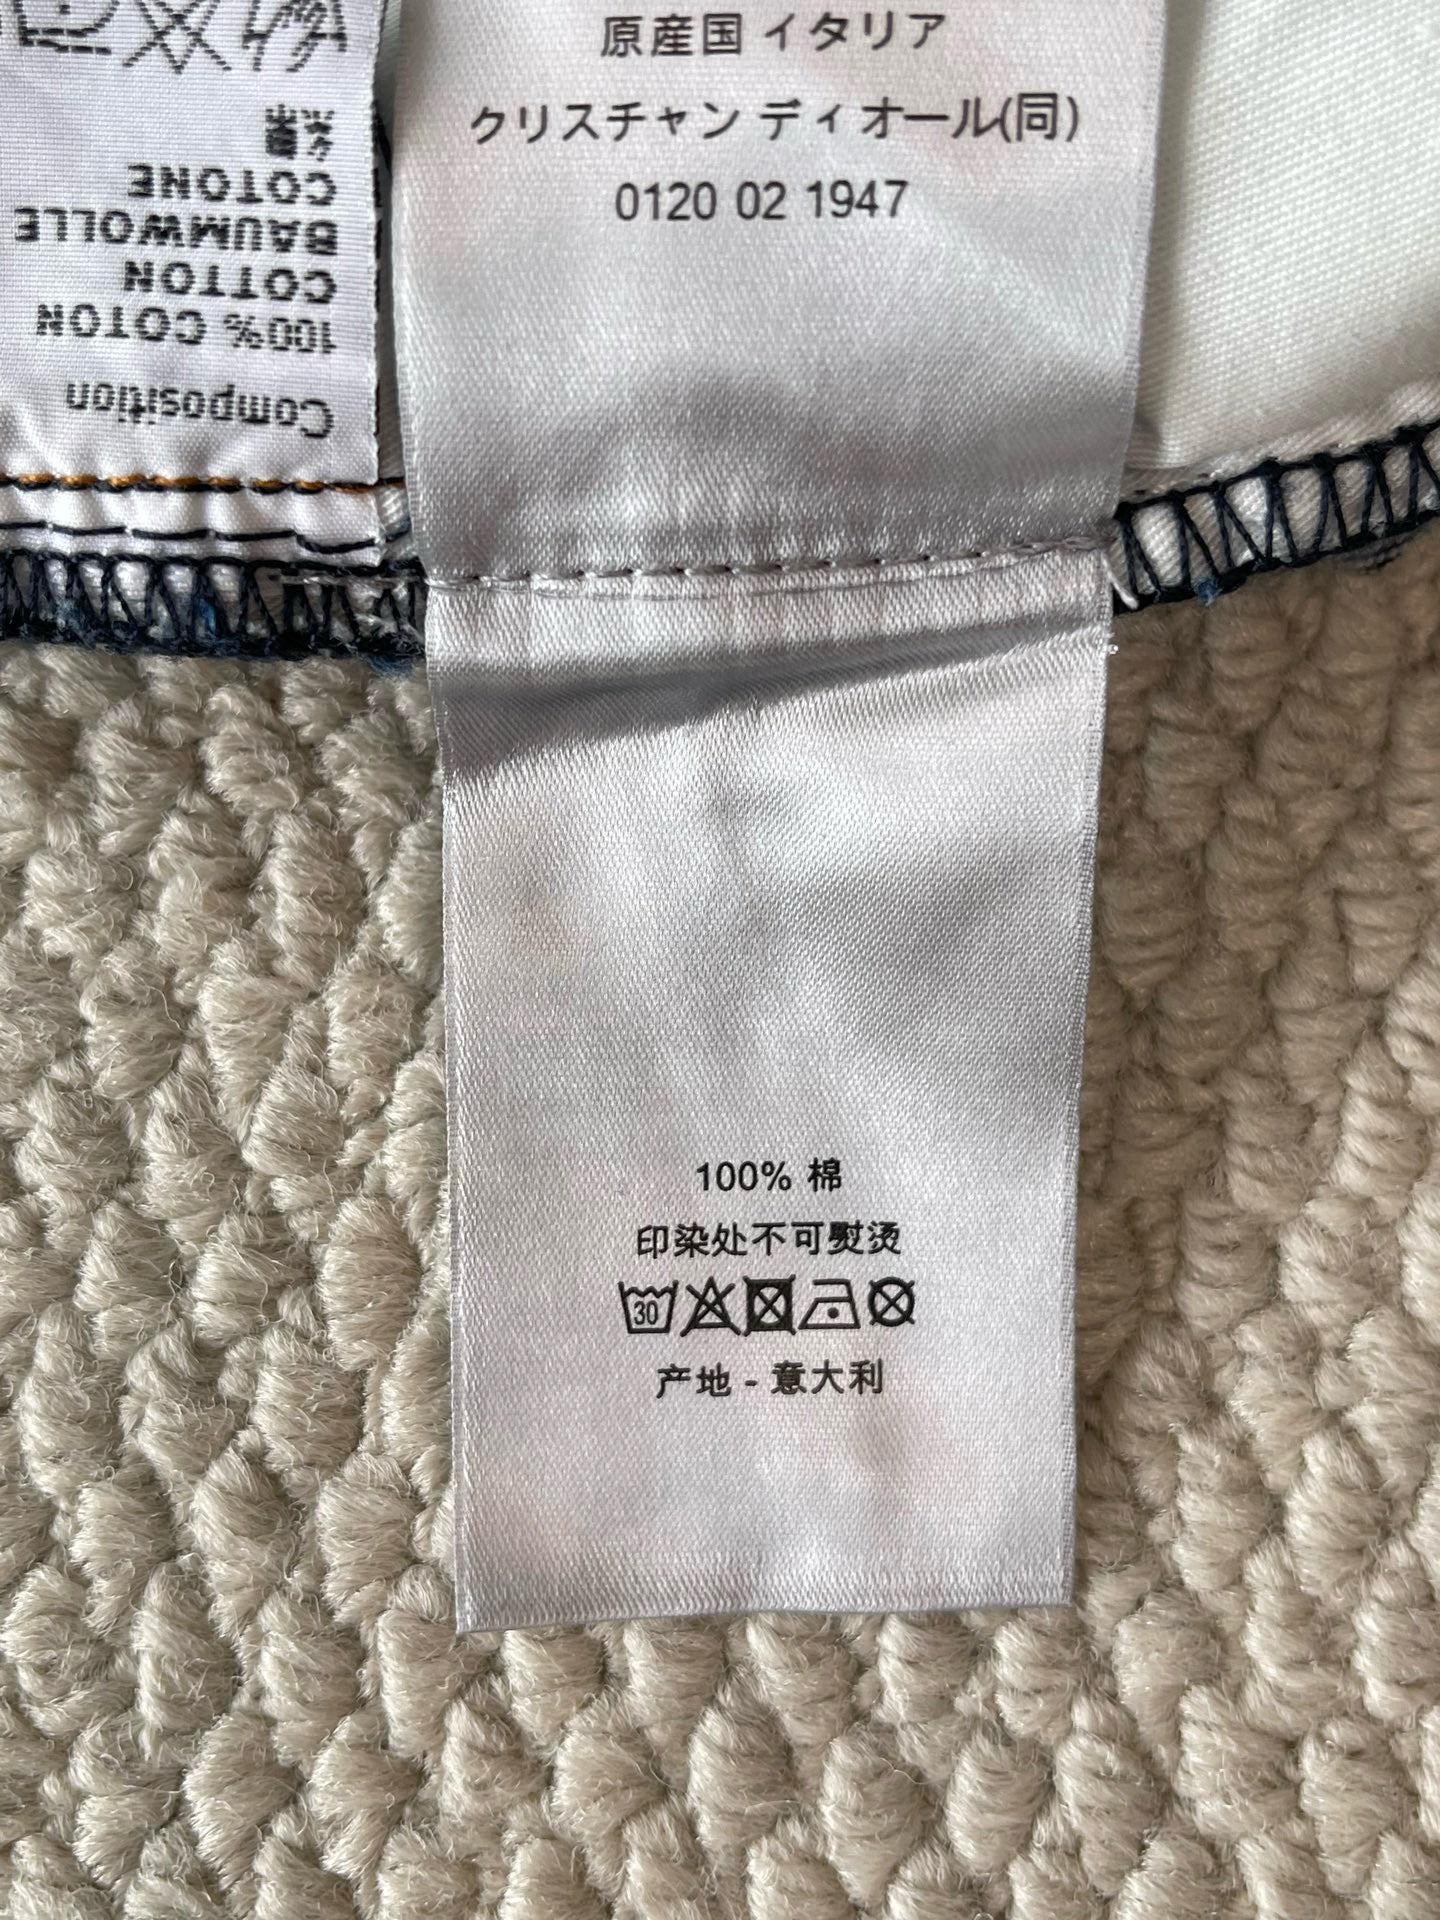 原産国 イタリア
クリスチャン ディオール(同)
0120 02 1947
Composition
100% COTON
COTTON
BAUMWOLLE
COTONE
100% 棉
印染处不可熨烫
30
产地 - 意大利